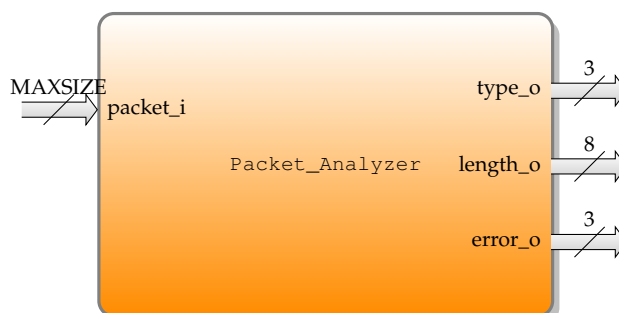 MAXSIZE
packet_i
Packet_Analyzer
3
type_o
8
length_o
3
error_o